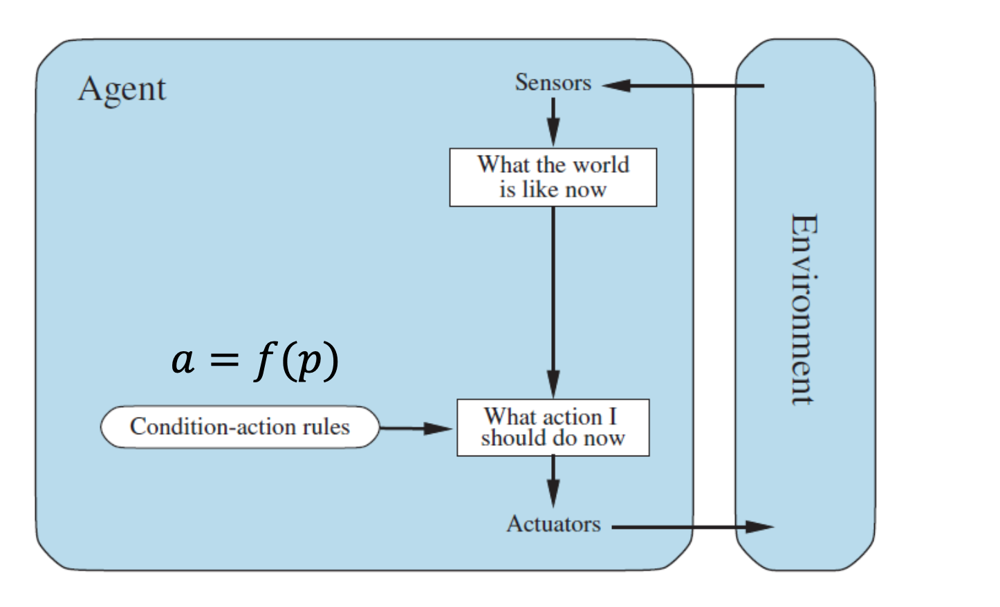 Agent
Sensors
What the world
is like now
Environment
a = f(p)
Condition-action rules
What action I
should do now
Actuators